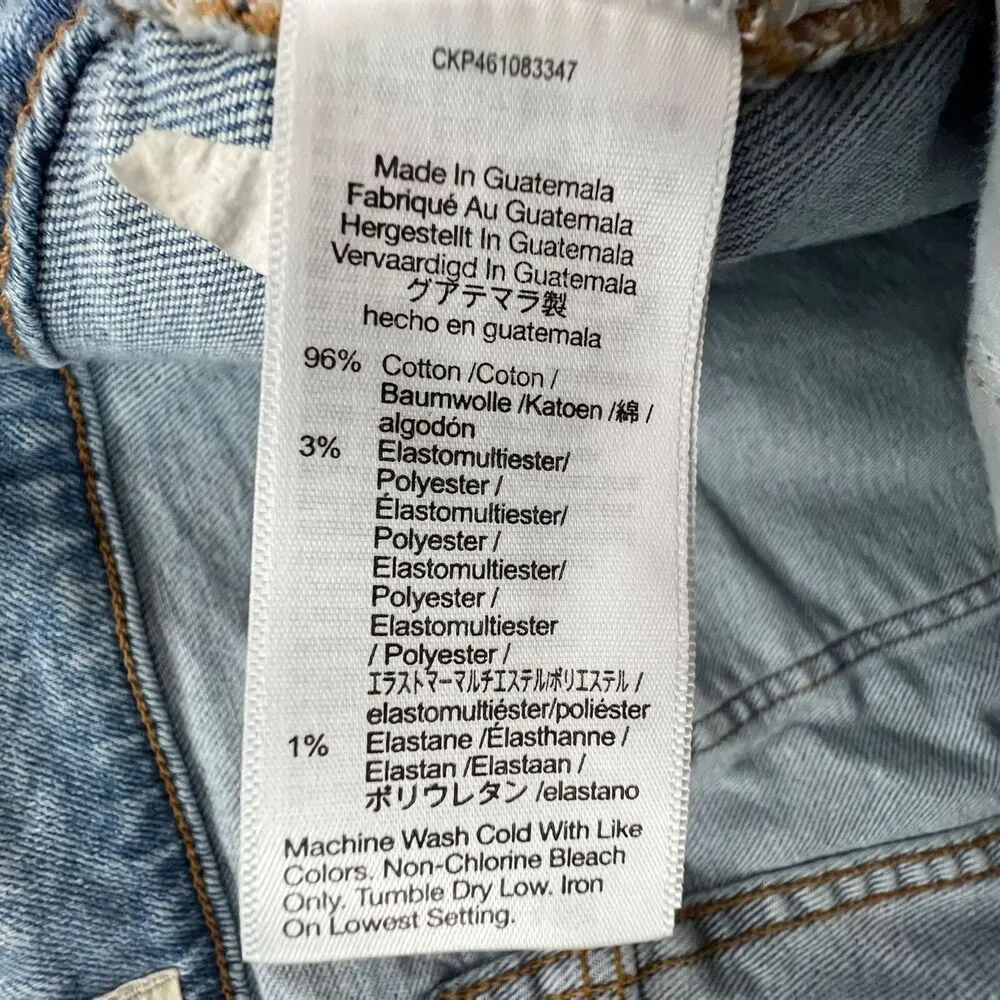 CKP461083347
Made In Guatemala
Fabriqué Au Guatemala
Hergestellt In Guatemala
Vervaardigd In Guatemala
グアテマラ製
hecho en guatemala
96% Cotton /Coton /
Baumwolle /Katoen /綿 /
algodón
3% Elastomultiester/
Polyester /
Élastomultiester/
Polyester /
Elastomultiester/
Polyester /
Elastomultiester
/ Polyester /
エラストマーマルチエステル/ポリエステル /
elastomultiéster/poliéster
1% Elastane /Élasthanne /
Elastan /Elastaan /
ポリウレタン /elastano
Machine Wash Cold With Like
Colors. Non-Chlorine Bleach
Only. Tumble Dry Low. Iron
On Lowest Setting.